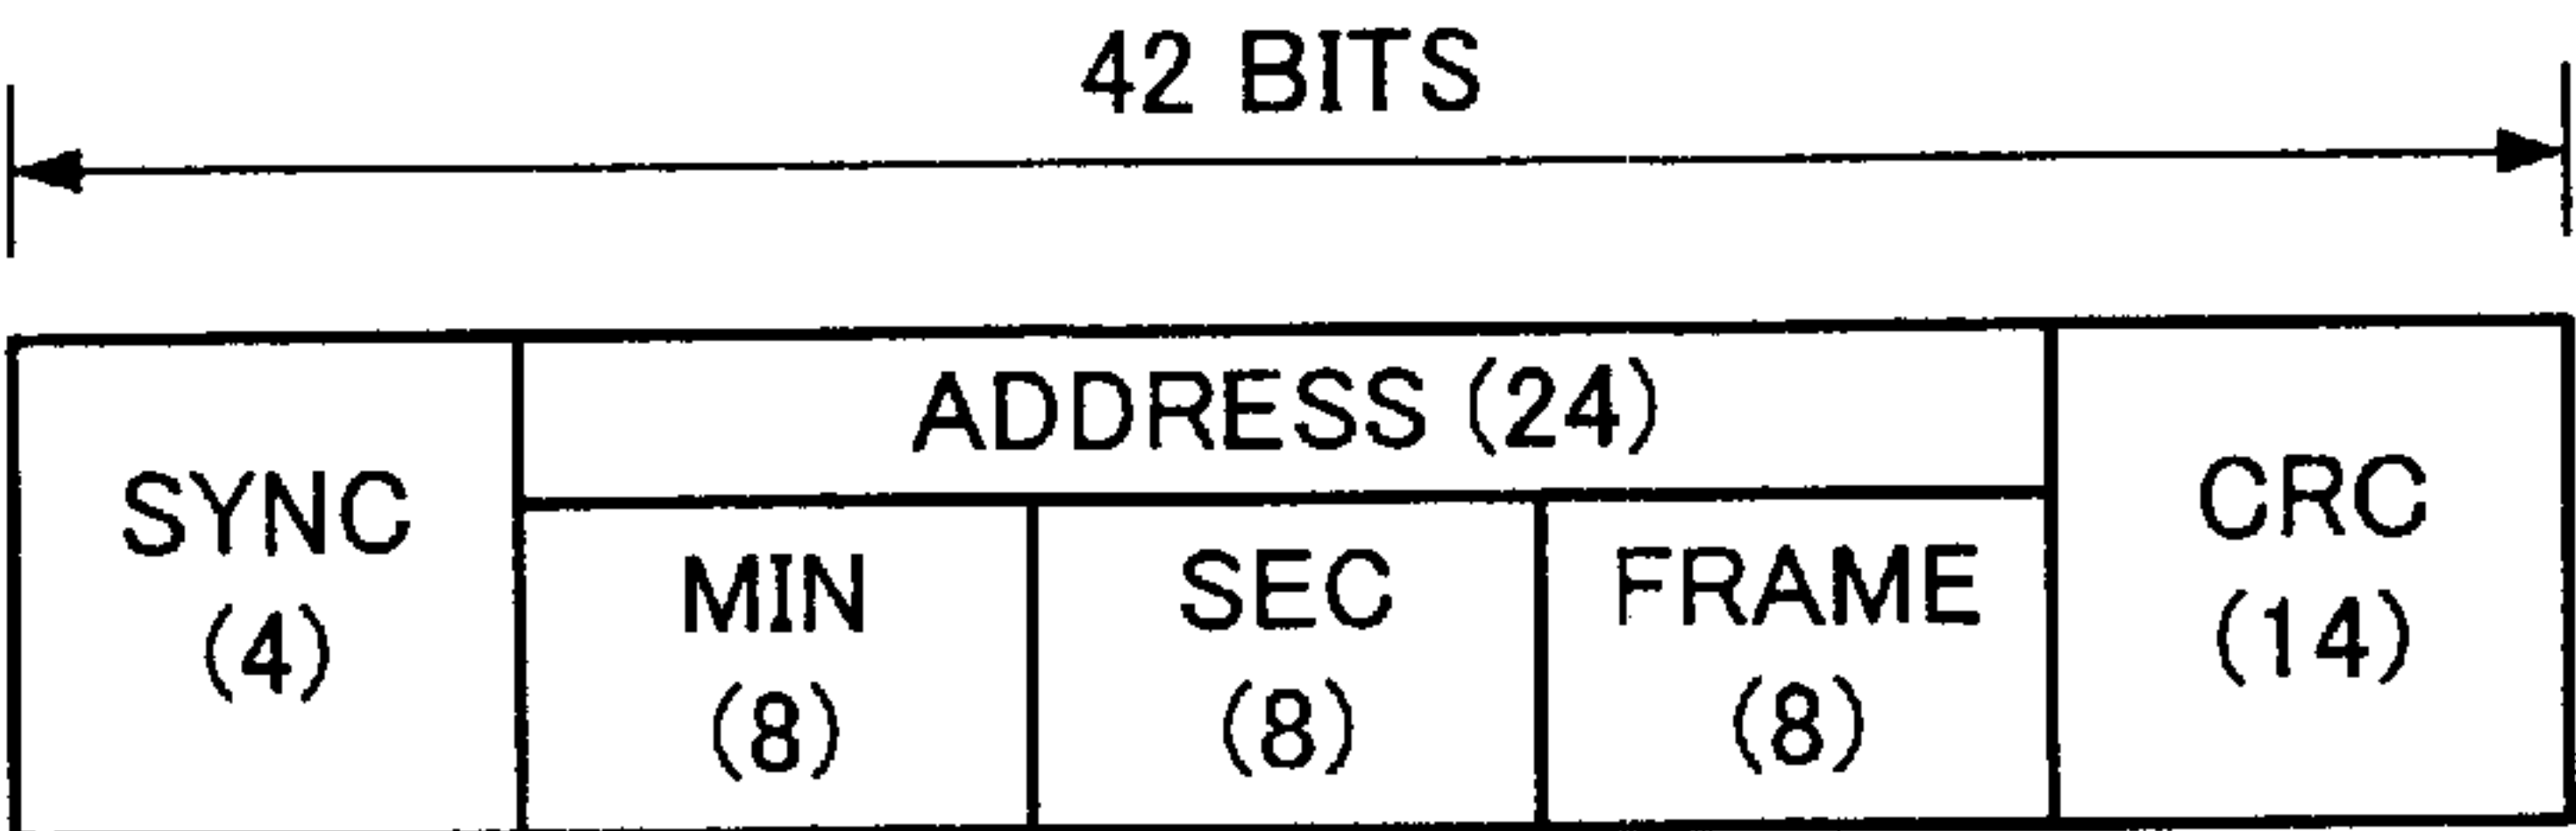 42 BITS
ADDRESS (24)
SYNC
(4)
MIN
(8)
SEC
(8)
FRAME
(8)
CRC
(14)